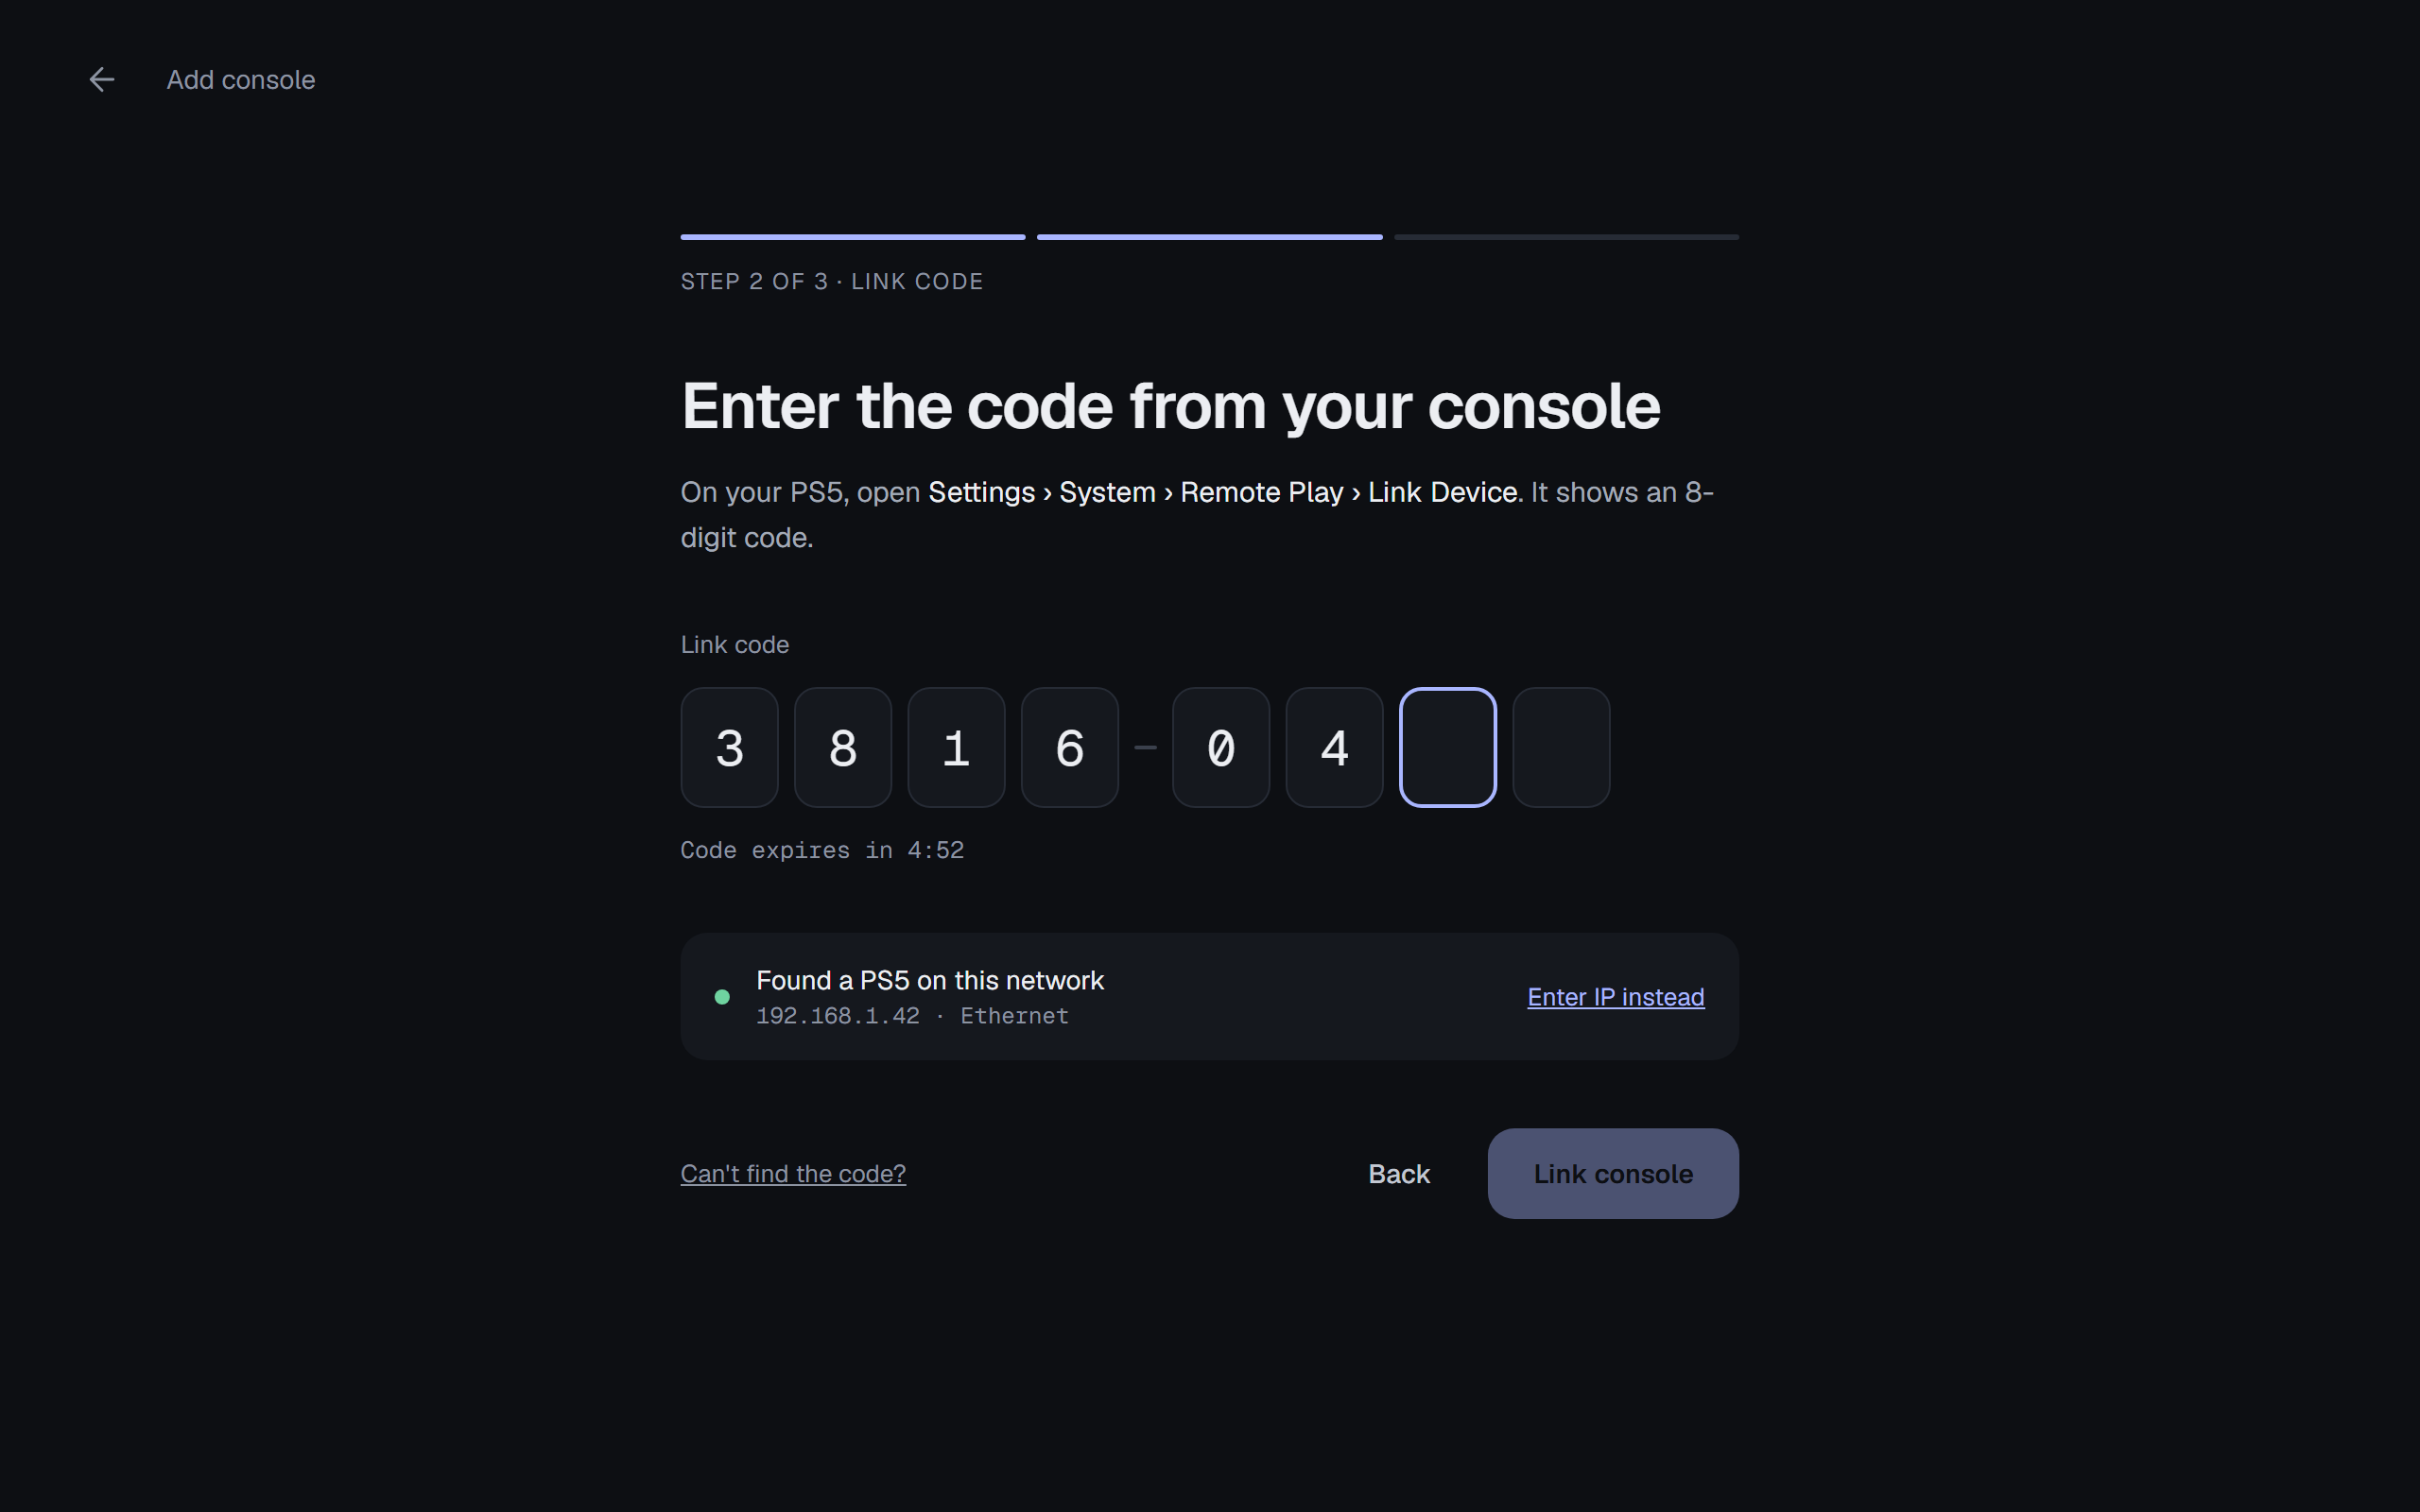 Add console
STEP 2 OF 3 · LINK CODE
Enter the code from your console
On your PS5, open Settings › System › Remote Play › Link Device. It shows an 8-
digit code.
Link code
3 8 1 6 – 0 4
Code expires in 4:52
Found a PS5 on this network
192.168.1.42 · Ethernet
Enter IP instead
Can't find the code?
Back
Link console